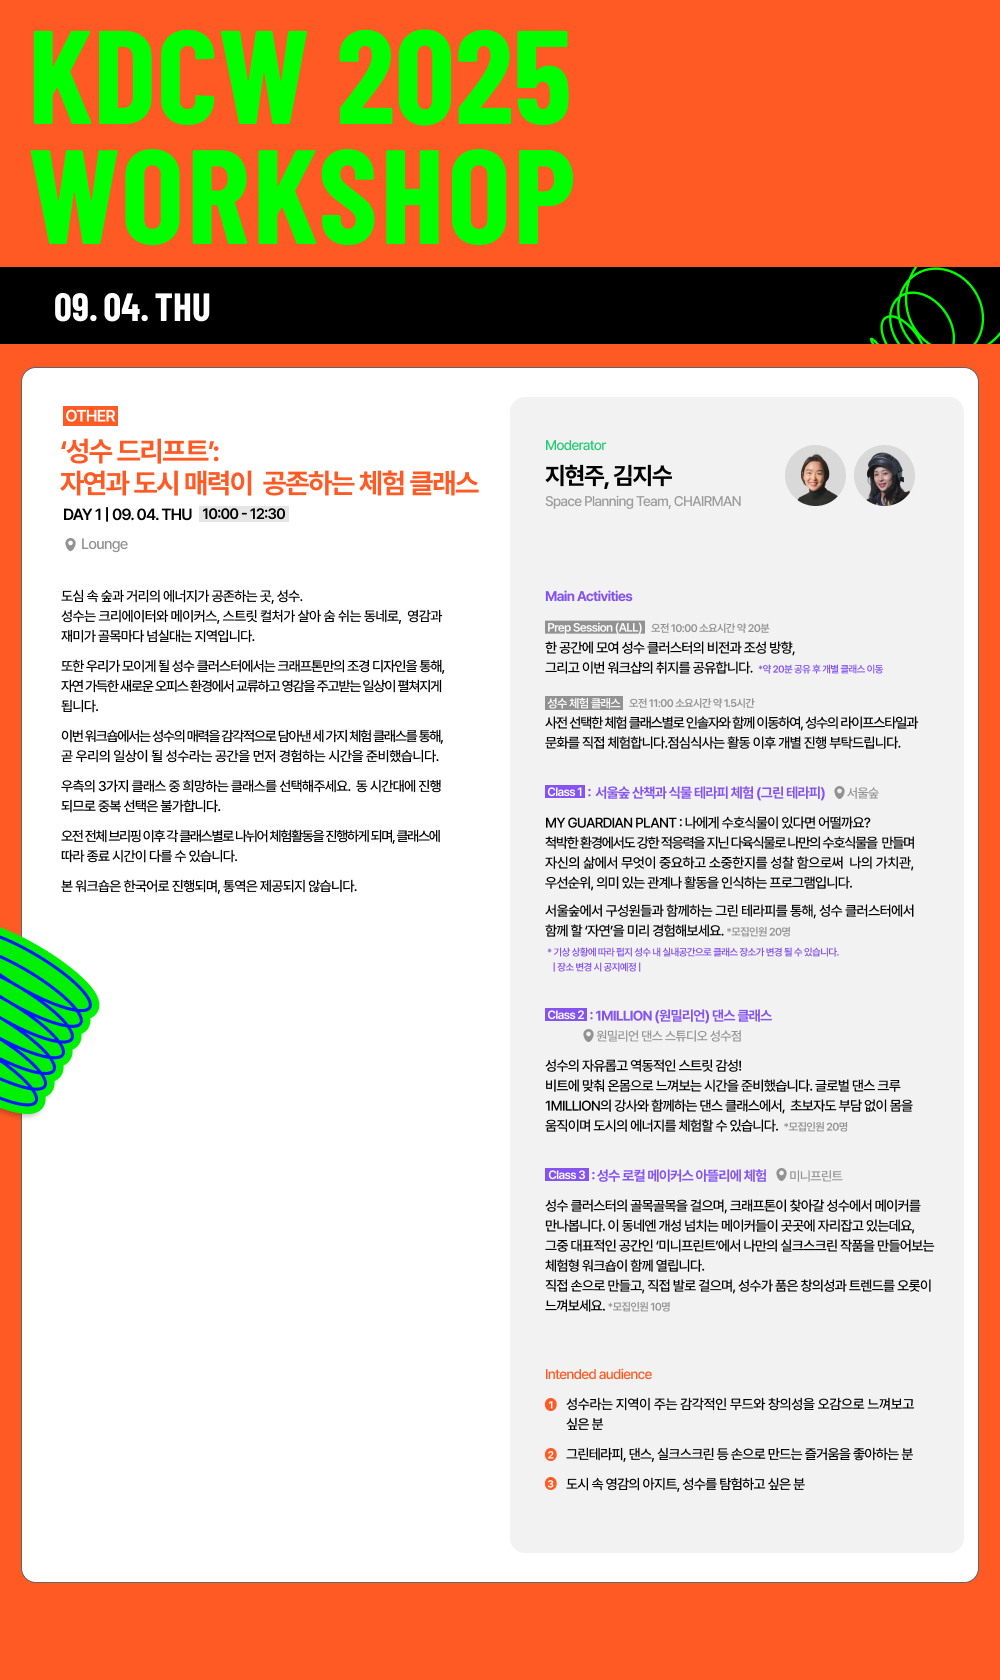 KDCW 2025
WORKSHOP
09. 04. THU
OTHER
‘성수 드리프트’:
자연과 도시 매력이 공존하는 체험 클래스
DAY 1 | 09. 04. THU 10:00 - 12:30
Lounge
도심 속 숲과 거리의 에너지가 공존하는 곳, 성수.
성수는 크리에이터와 메이커스, 스트릿 컬처가 살아 숨 쉬는 동네로, 영감과
재미가 골목마다 넘실대는 지역입니다.
또한 우리가 모이게 될 성수 클러스터에서는 크래프톤만의 조경 디자인을 통해,
자연 가득한 새로운 오피스 환경에서 교류하고 영감을 주고받는 일상이 펼쳐지게
됩니다.
이번 워크숍에서는 성수의 매력을 감각적으로 담아낸 세 가지 체험 클래스를 통해,
곧 우리의 일상이 될 성수라는 공간을 먼저 경험하는 시간을 준비했습니다.
우측의 3가지 클래스 중 희망하는 클래스를 선택해주세요. 동 시간대에 진행
되므로 중복 선택은 불가합니다.
오전 전체 브리핑 이후 각 클래스별로 나뉘어 체험활동을 진행하게 되며, 클래스에
따라 종료 시간이 다를 수 있습니다.
본 워크숍은 한국어로 진행되며, 통역은 제공되지 않습니다.
Moderator
지현주, 김지수
Space Planning Team, CHAIRMAN
Main Activities
Prep Session (ALL) 오전 10:00 소요시간 약 20분
한 공간에 모여 성수 클러스터의 비전과 조성 방향,
그리고 이번 워크샵의 취지를 공유합니다. *약 20분 공유 후 개별 클래스 이동
성수 체험 클래스 오전 11:00 소요시간 약 1.5시간
사전 선택한 체험 클래스별로 인솔자와 함께 이동하여, 성수의 라이프스타일과
문화를 직접 체험합니다.점심식사는 활동 이후 개별 진행 부탁드립니다.
Class 1 : 서울숲 산책과 식물 테라피 체험 (그린 테라피) 서울숲
MY GUARDIAN PLANT : 나에게 수호식물이 있다면 어떨까요?
척박한 환경에서도 강한 적응력을 지닌 다육식물로 나만의 수호식물을 만들며
자신의 삶에서 무엇이 중요하고 소중한지를 성찰 함으로써 나의 가치관,
우선순위, 의미 있는 관계나 활동을 인식하는 프로그램입니다.
서울숲에서 구성원들과 함께하는 그린 테라피를 통해, 성수 클러스터에서
함께 할 ‘자연’을 미리 경험해보세요. *모집인원 20명
* 기상 상황에 따라 펍지 성수 내 실내공간으로 클래스 장소가 변경 될 수 있습니다.
| 장소 변경 시 공지예정 |
Class 2 : 1MILLION (원밀리언) 댄스 클래스
원밀리언 댄스 스튜디오 성수점
성수의 자유롭고 역동적인 스트릿 감성!
비트에 맞춰 온몸으로 느껴보는 시간을 준비했습니다. 글로벌 댄스 크루
1MILLION의 강사와 함께하는 댄스 클래스에서, 초보자도 부담 없이 몸을
움직이며 도시의 에너지를 체험할 수 있습니다. *모집인원 20명
Class 3 : 성수 로컬 메이커스 아뜰리에 체험 미니프린트
성수 클러스터의 골목골목을 걸으며, 크래프톤이 찾아갈 성수에서 메이커를
만나봅니다. 이 동네엔 개성 넘치는 메이커들이 곳곳에 자리잡고 있는데요,
그중 대표적인 공간인 ‘미니프린트’에서 나만의 실크스크린 작품을 만들어보는
체험형 워크숍이 함께 열립니다.
직접 손으로 만들고, 직접 발로 걸으며, 성수가 품은 창의성과 트렌드를 오롯이
느껴보세요. *모집인원 10명
Intended audience
1 성수라는 지역이 주는 감각적인 무드와 창의성을 오감으로 느껴보고
싶은 분
2 그린테라피, 댄스, 실크스크린 등 손으로 만드는 즐거움을 좋아하는 분
3 도시 속 영감의 아지트, 성수를 탐험하고 싶은 분